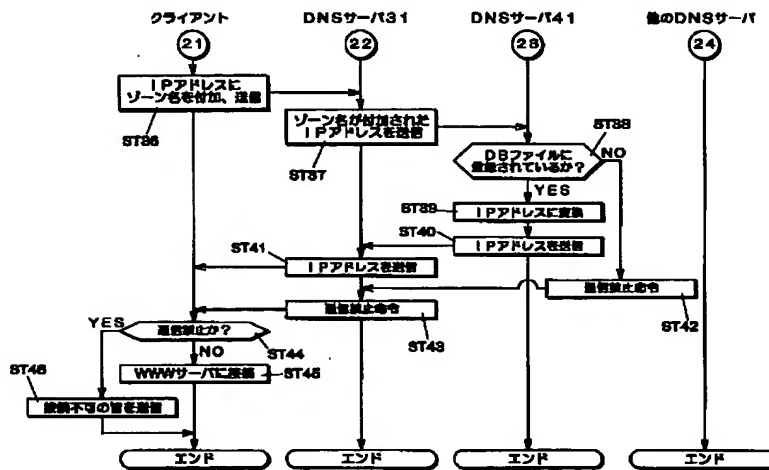 クライアント
DNSサーバ31
DNSサーバ41
他のDNSサーバ
21
22
23
24
IPアドレスに
ゾーン名を付加、送信
ST36
ゾーン名が付加された
IPアドレスを送信
ST37
ST38
DBファイルに
登録されているか?
NO
YES
ST39
IPアドレスに変換
ST40
IPアドレスを送信
ST41
IPアドレスを送信
通信禁止命令
ST42
通信禁止命令
ST43
YES
通信禁止か?
ST44
NO
WWWサーバに接続
ST45
ST46
接続不可の旨を送信
エンド
エンド
エンド
エンド